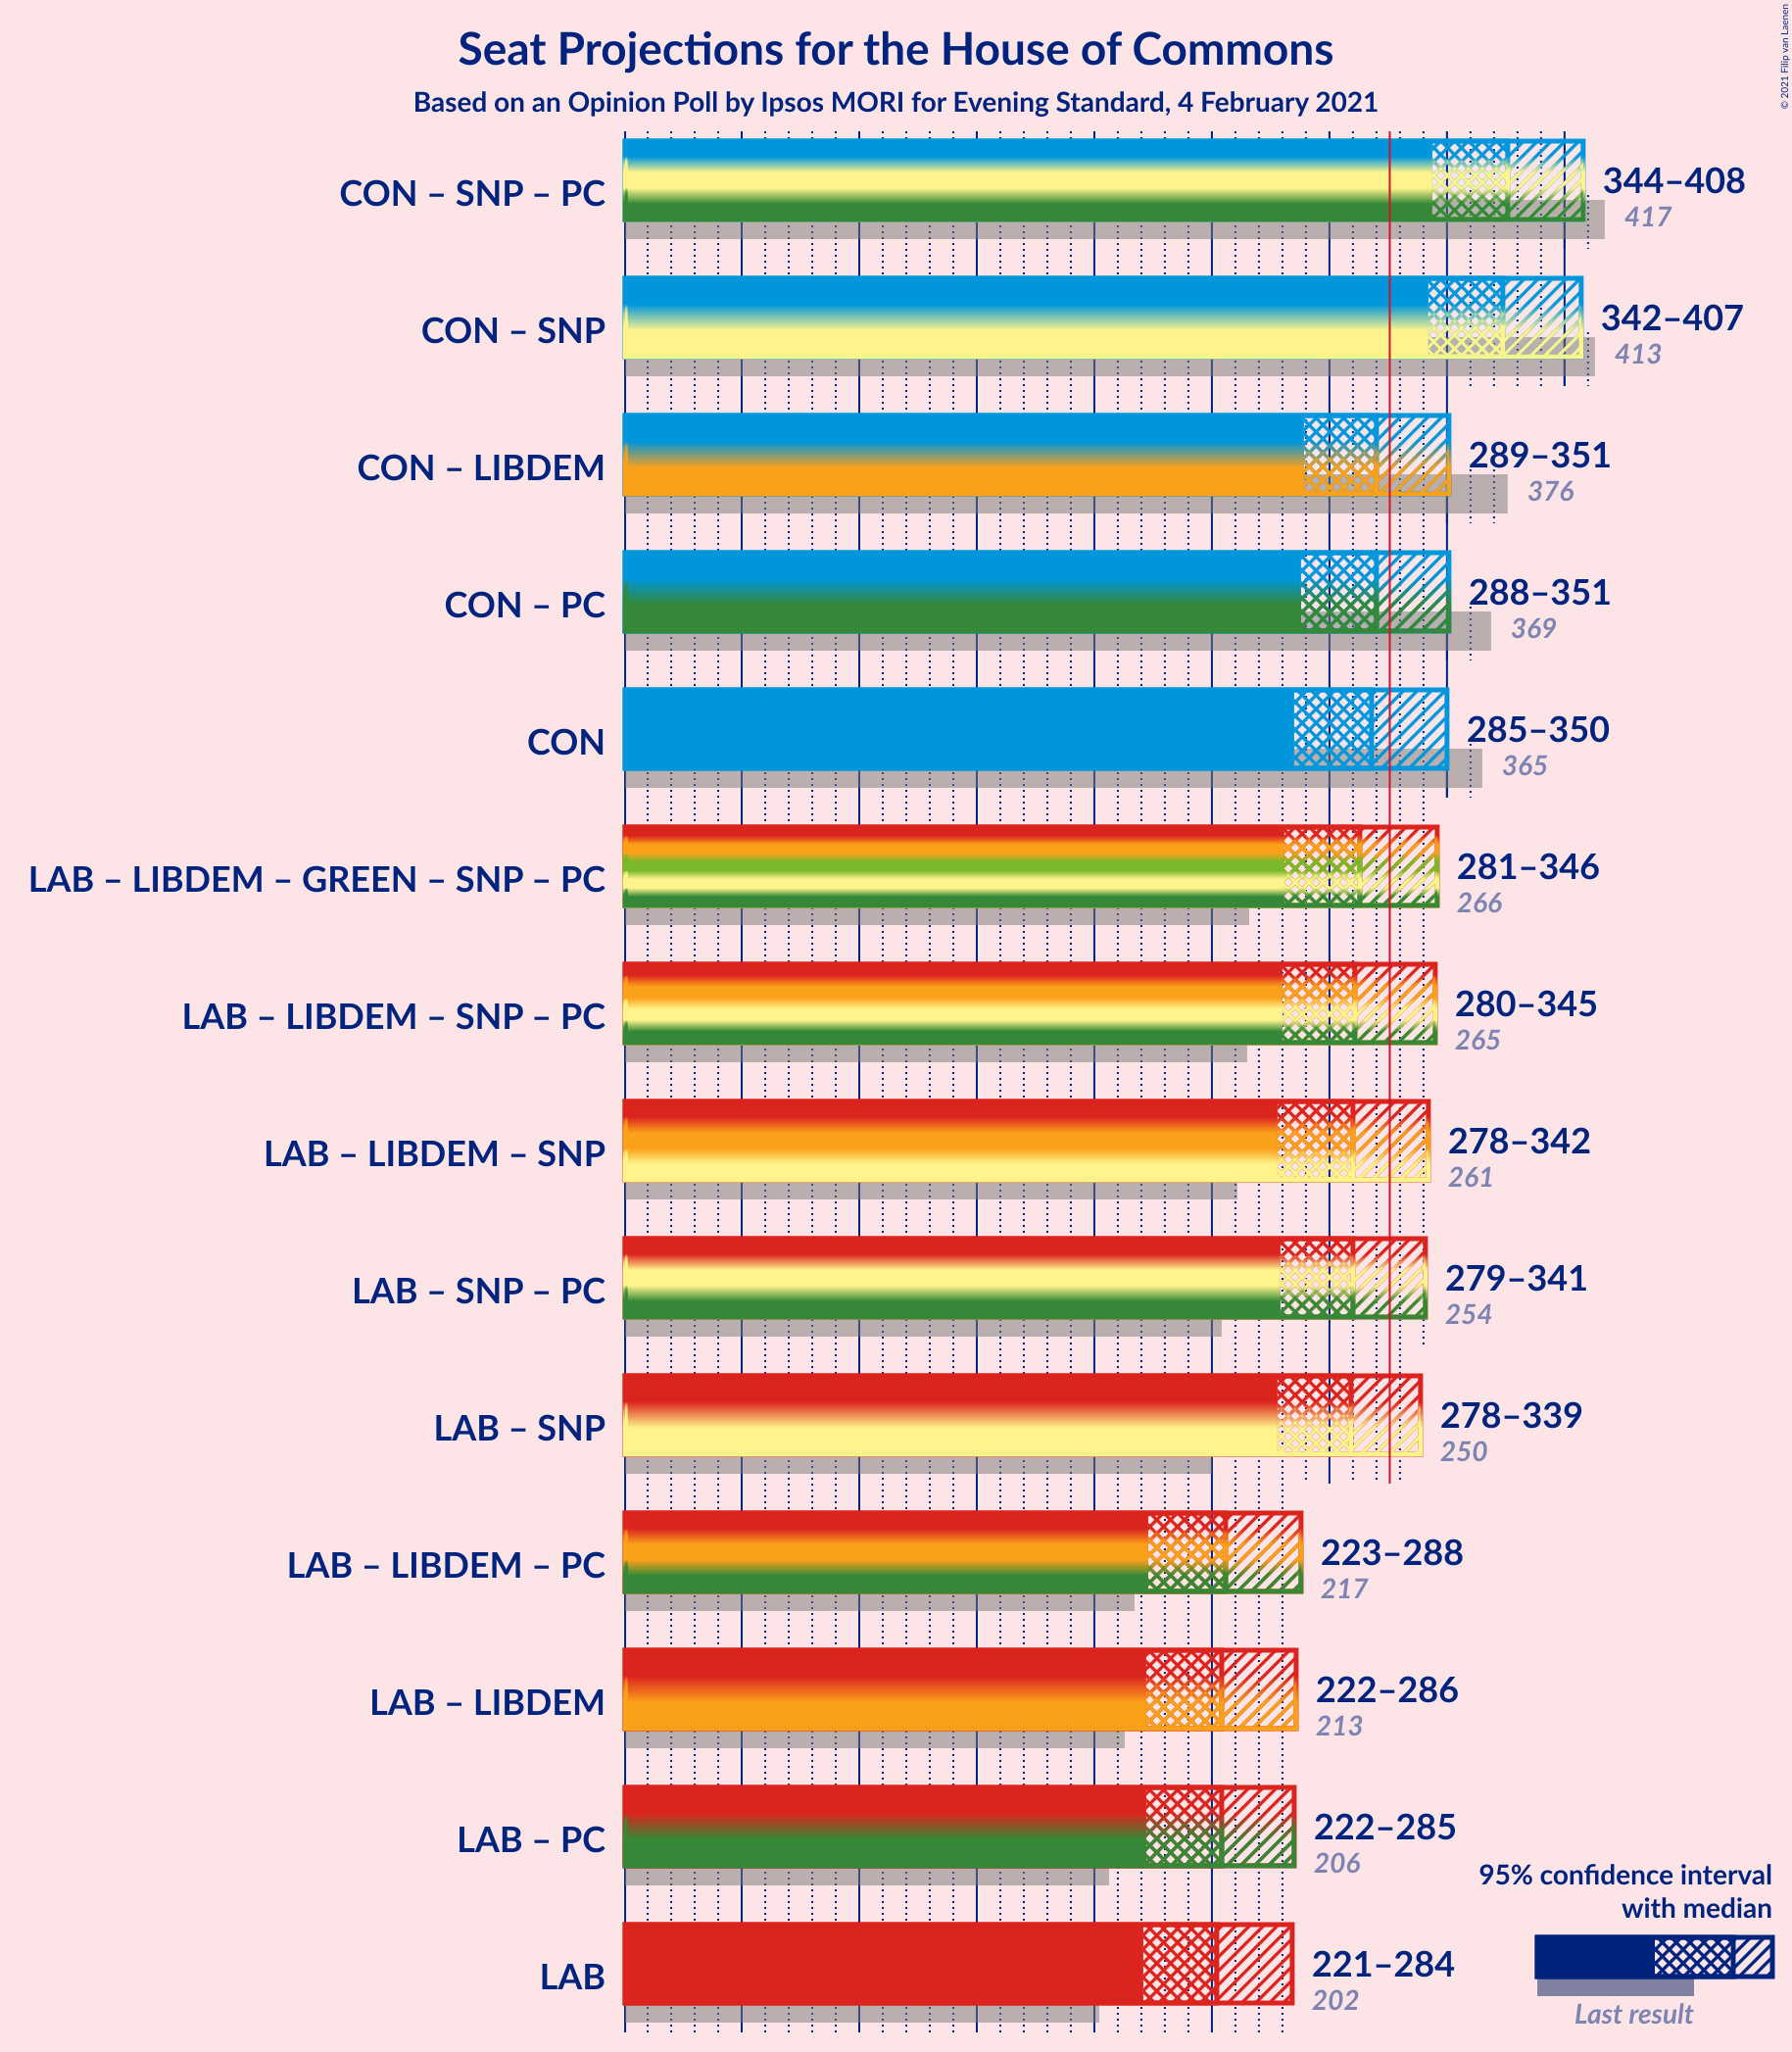 Seat Projections for the House of Commons
Based on an Opinion Poll by Ipsos MORI for Evening Standard, 4 February 2021
© 2021 Filip van Laenen
CON – SNP – PC
344–408
417
CON – SNP
342–407
413
CON – LIBDEM
289–351
376
CON – PC
288–351
369
CON
285–350
365
LAB – LIBDEM – GREEN – SNP – PC
281–346
266
LAB – LIBDEM – SNP – PC
280–345
265
LAB – LIBDEM – SNP
278–342
261
LAB – SNP – PC
279–341
254
LAB – SNP
278–339
250
LAB – LIBDEM – PC
223–288
217
LAB – LIBDEM
222–286
213
LAB – PC
222–285
206
LAB
221–284
202
95% confidence interval
with median
Last result